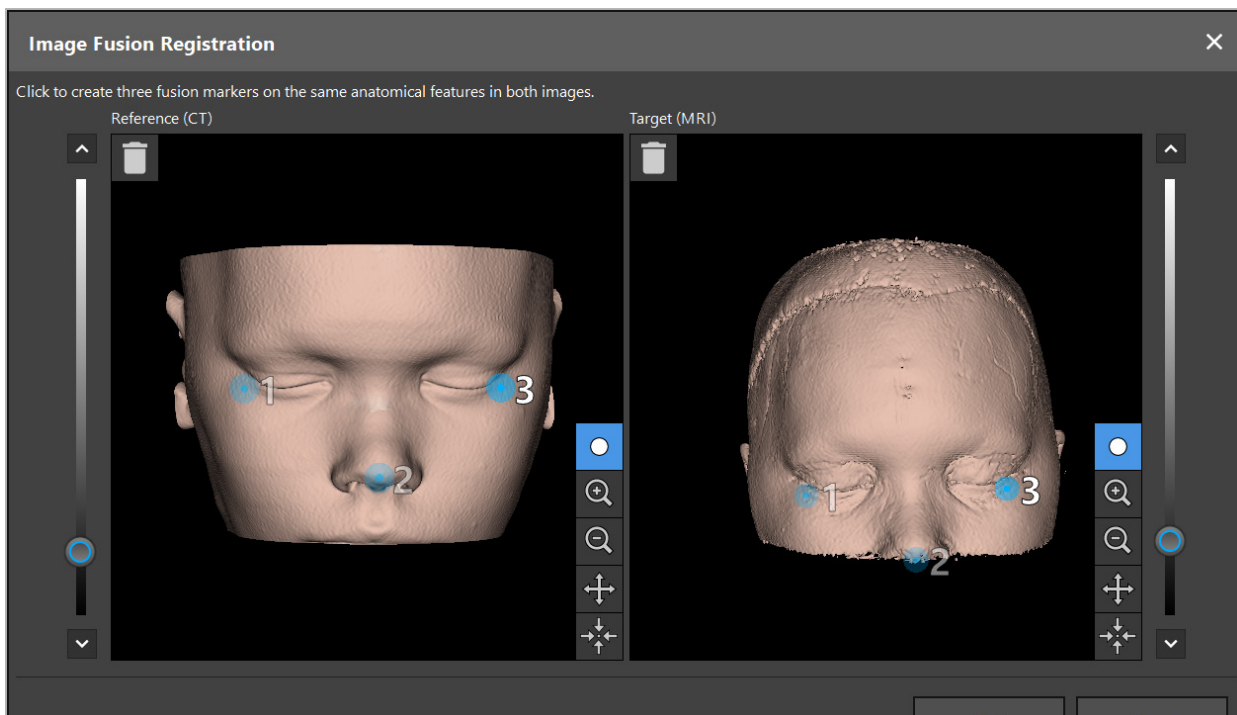 Image Fusion Registration
Click to create three fusion markers on the same anatomical features in both images.
Reference (CT)
Target (MRI)
1
3
2
1
3
2